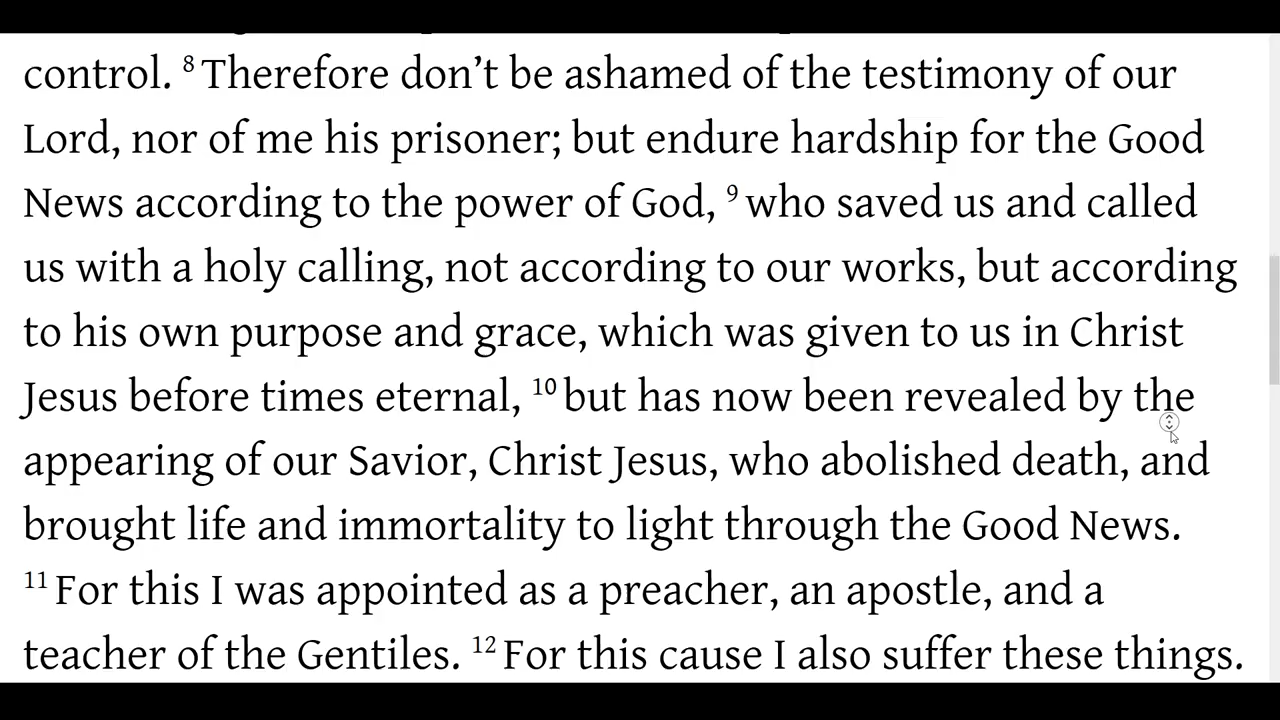 control. 8 Therefore don’t be ashamed of the testimony of our
Lord, nor of me his prisoner; but endure hardship for the Good
News according to the power of God, 9 who saved us and called
us with a holy calling, not according to our works, but according
to his own purpose and grace, which was given to us in Christ
Jesus before times eternal, 10 but has now been revealed by the
appearing of our Savior, Christ Jesus, who abolished death, and
brought life and immortality to light through the Good News.
11 For this I was appointed as a preacher, an apostle, and a
teacher of the Gentiles. 12 For this cause I also suffer these things.